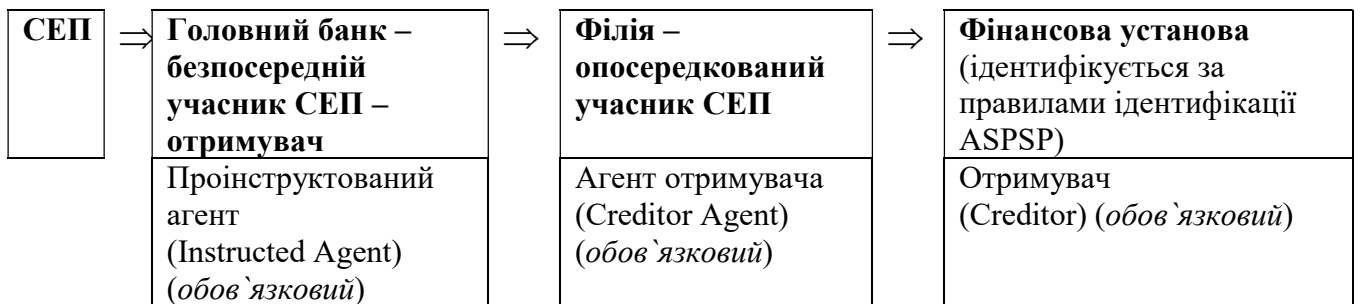 СЕП
⇒
Головний банк –
безпосередній
учасник СЕП –
отримувач
⇒
Філія –
опосередкований
учасник СЕП
⇒
Фінансова установа
(ідентифікується за
правилами ідентифікації
ASPSP)
Проінструктований
агент
(Instructed Agent)
(обов`язковий)
Агент отримувача
(Creditor Agent)
(обов`язковий)
Отримувач
(Creditor) (обов`язковий)